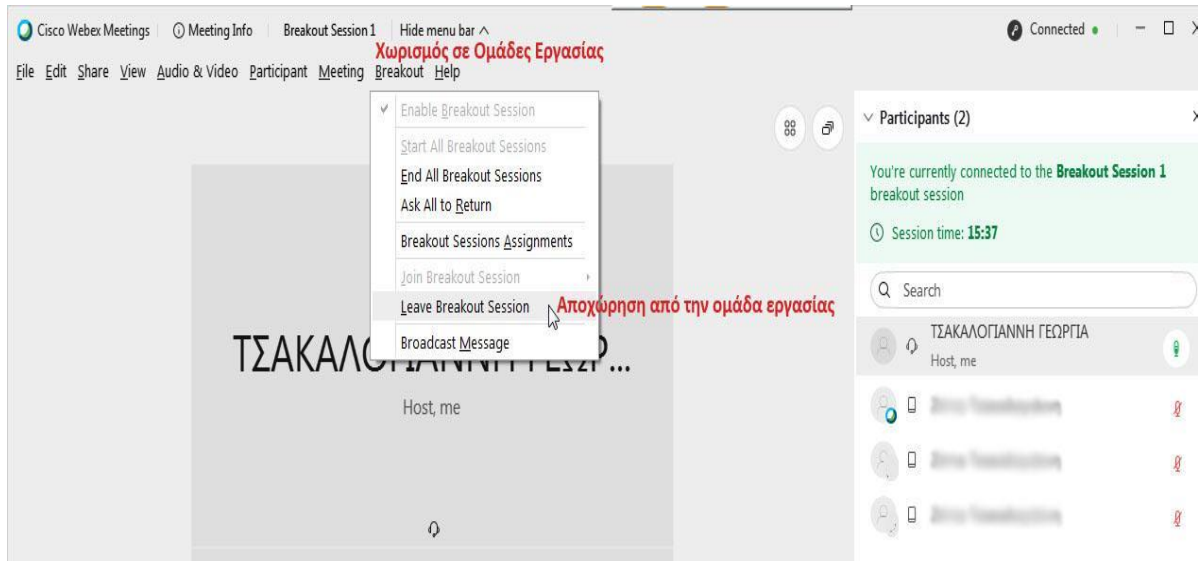 Cisco Webex Meetings Meeting Info Breakout Session 1 Hide menu bar Connected
Χωρισμός σε Ομάδες Εργασίας
File Edit Share View Audio & Video Participant Meeting Breakout Help
Enable Breakout Session
Start All Breakout Sessions
End All Breakout Sessions
Ask All to Return
Breakout Sessions Assignments
Join Breakout Session
Leave Breakout Session
Αποχώρηση από την ομάδα εργασίας
Broadcast Message
Host, me
Participants (2)
You're currently connected to the Breakout Session 1
breakout session
Session time: 15:37
Search
ΤΣΑΚΑΛΟΓΙΑΝΝΗ ΓΕΩΡΓΙΑ
Host, me